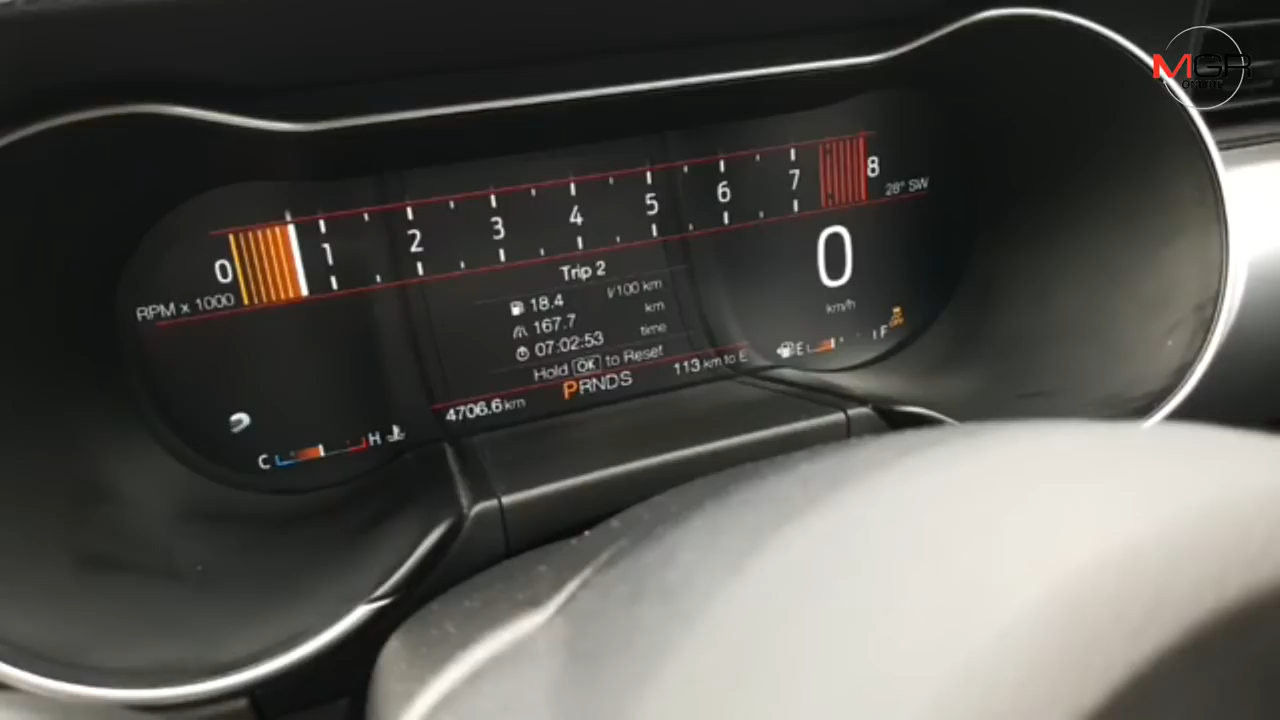 MGR
ONLINE
0 1 2 3 4 5 6 7 8
RPM x 1000
28° SW
Trip 2
18.4 l/100 km
167.7 km
07:02:53 time
Hold OK to Reset
0
km/h
E F
OFF
4706.6 km PRNDS 113 km to E
C H